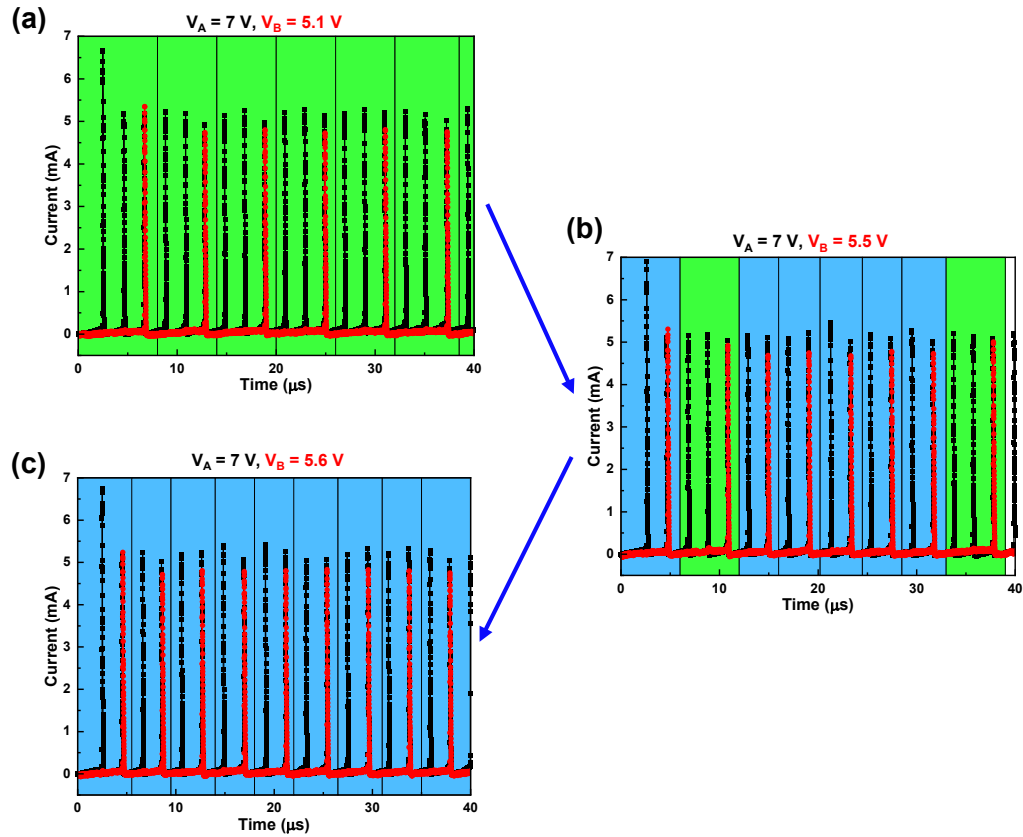 (a)
V_A = 7 V, V_B = 5.1 V
7
6
5
4
3
2
1
0
Current (mA)
0 10 20 30 40
Time (μs)
(b)
V_A = 7 V, V_B = 5.5 V
7
6
5
4
3
2
1
0
Current (mA)
0 10 20 30 40
Time (μs)
(c)
V_A = 7 V, V_B = 5.6 V
7
6
5
4
3
2
1
0
Current (mA)
0 10 20 30 40
Time (μs)